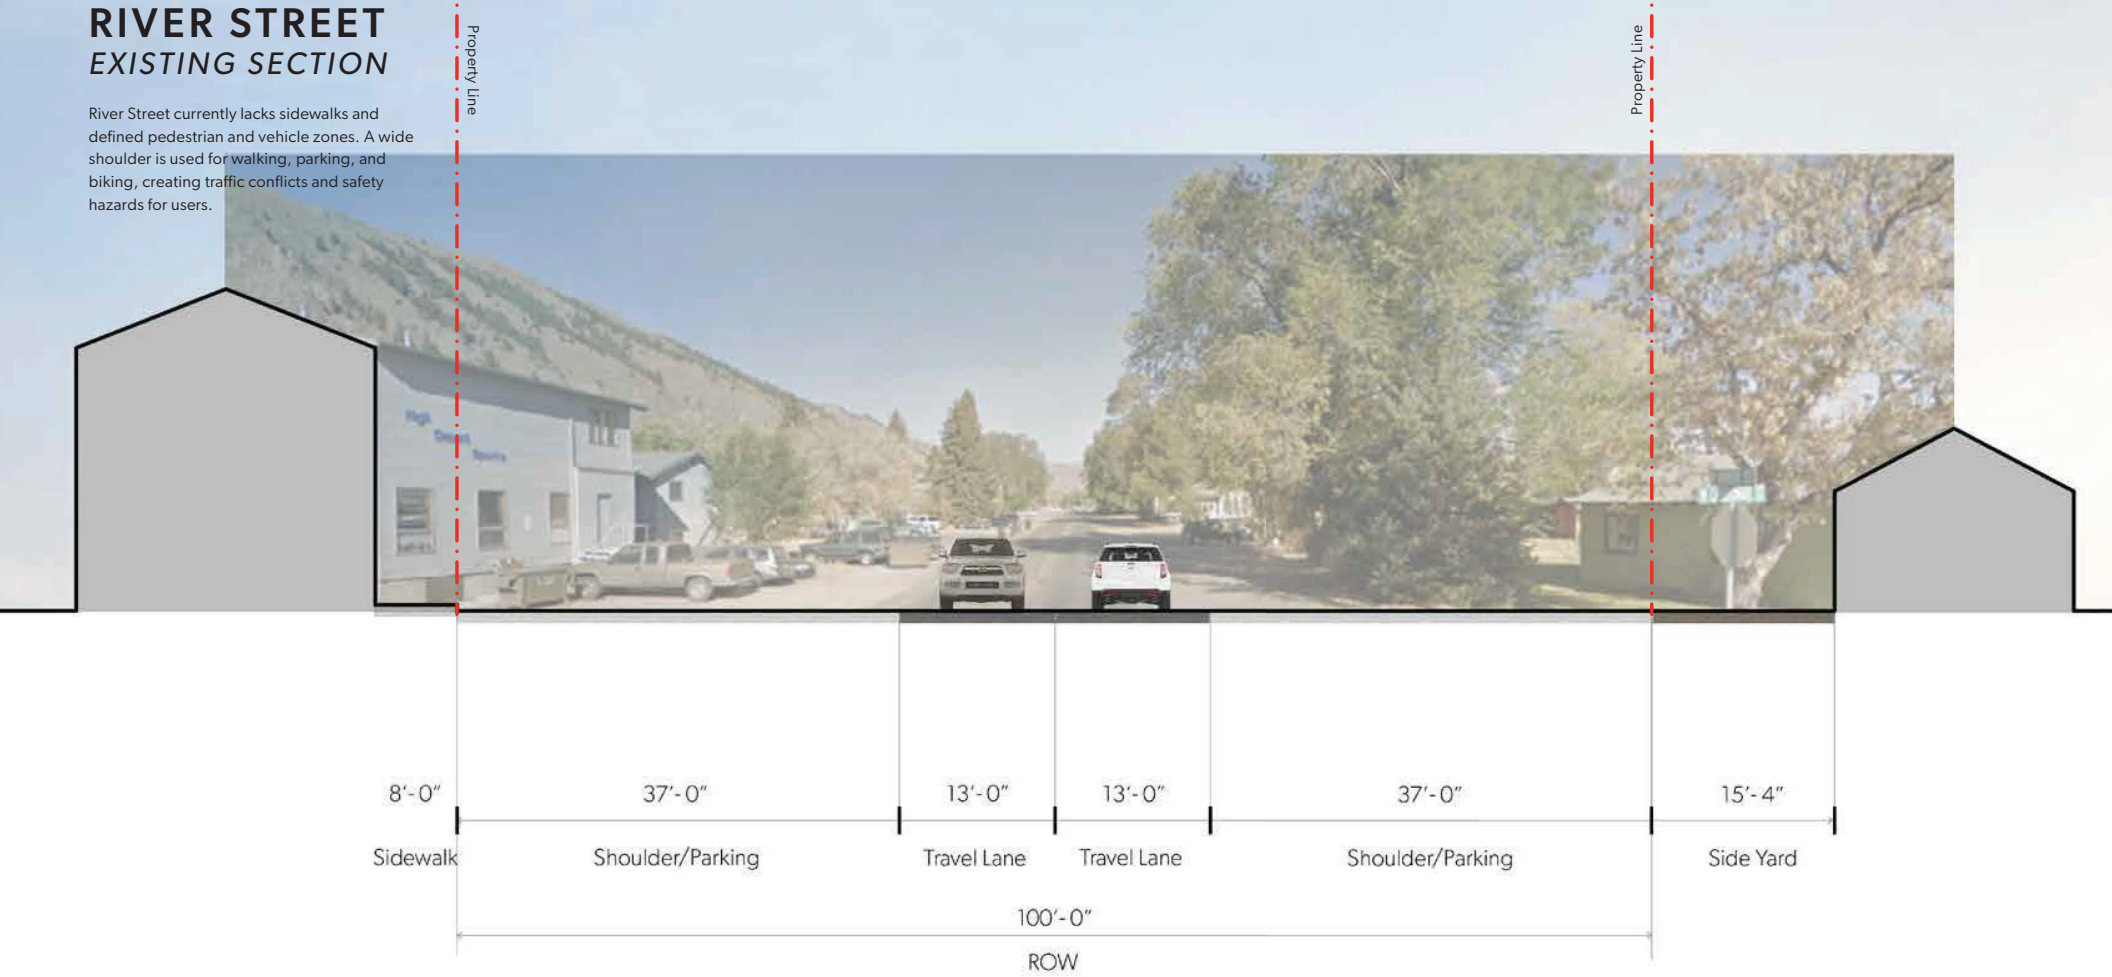 RIVER STREET
EXISTING SECTION
River Street currently lacks sidewalks and
defined pedestrian and vehicle zones. A wide
shoulder is used for walking, parking, and
biking, creating traffic conflicts and safety
hazards for users.
Property Line
Property Line
High
Desert
Sports
8'-0" 37'-0" 13'-0" 13'-0" 37'-0" 15'-4"
Sidewalk Shoulder/Parking Travel Lane Travel Lane Shoulder/Parking Side Yard
100'-0"
ROW